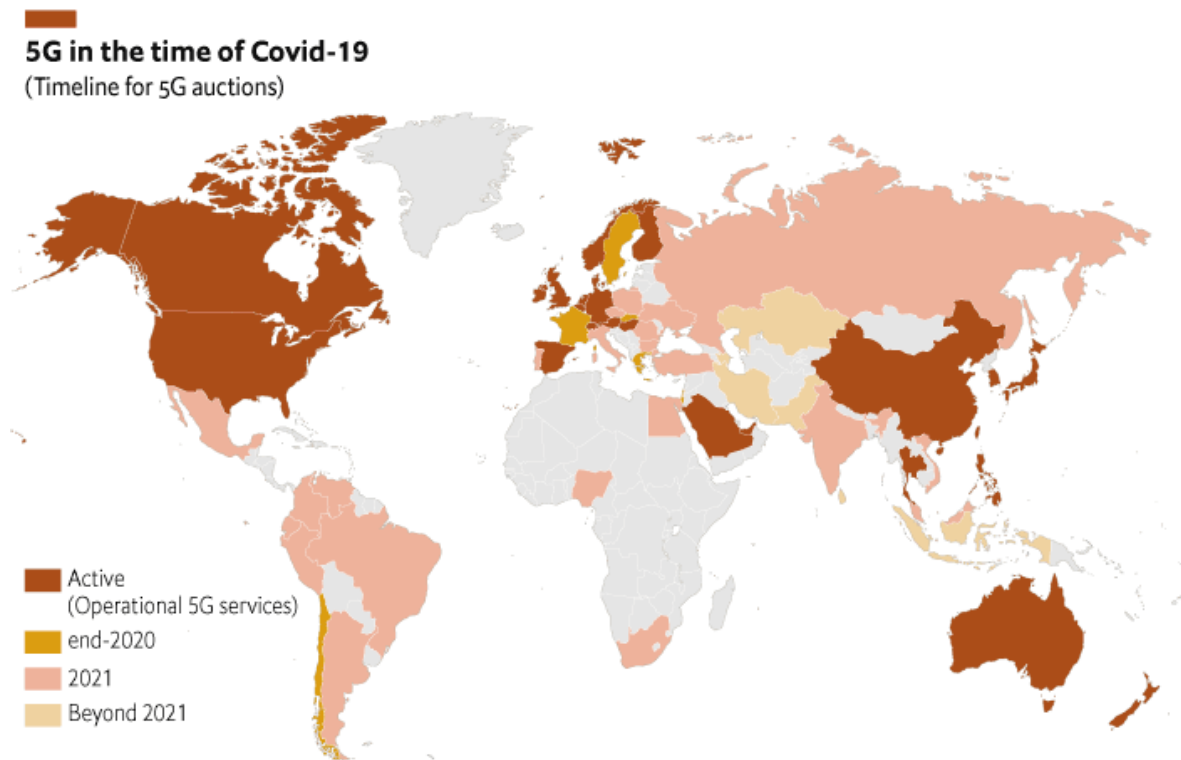 5G in the time of Covid-19
(Timeline for 5G auctions)
Active
(Operational 5G services)
end-2020
2021
Beyond 2021